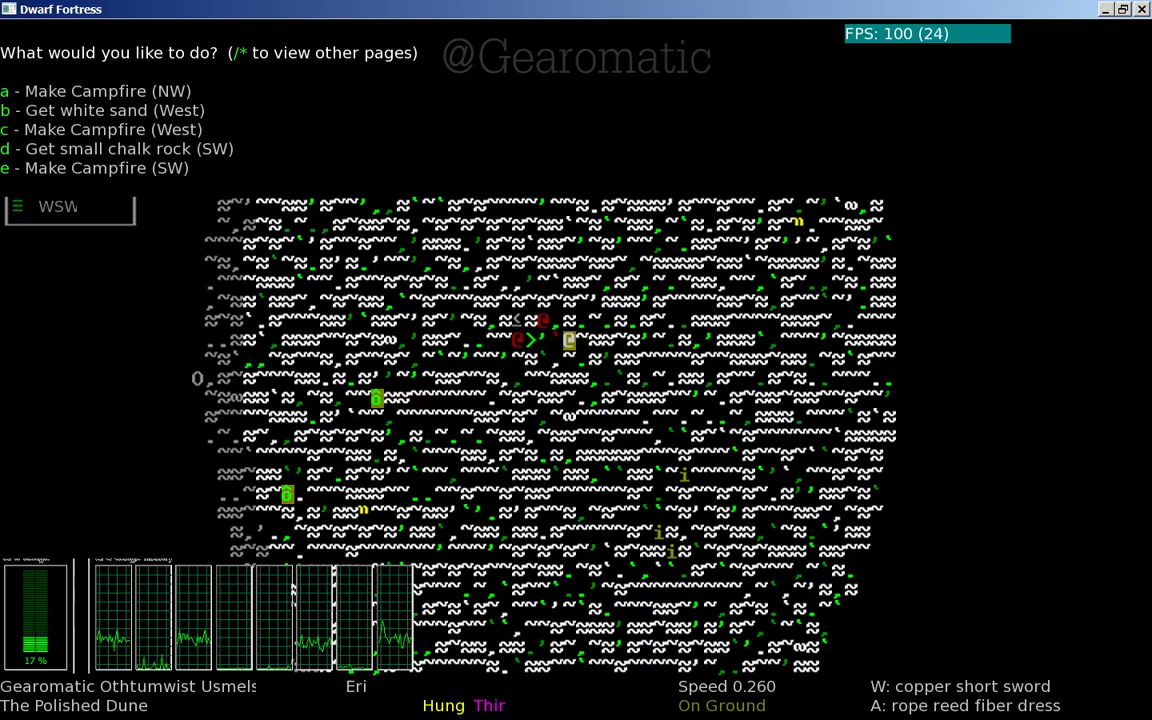 Dwarf Fortress
FPS: 100 (24)
What would you like to do? (/* to view other pages)
@Gearomatic
a - Make Campfire (NW)
b - Get white sand (West)
c - Make Campfire (West)
d - Get small chalk rock (SW)
e - Make Campfire (SW)
WSW
17 %
Gearomatic Othtumwist Usmels
Eri
Speed 0.260
W: copper short sword
The Polished Dune
Hung Thir
On Ground
A: rope reed fiber dress